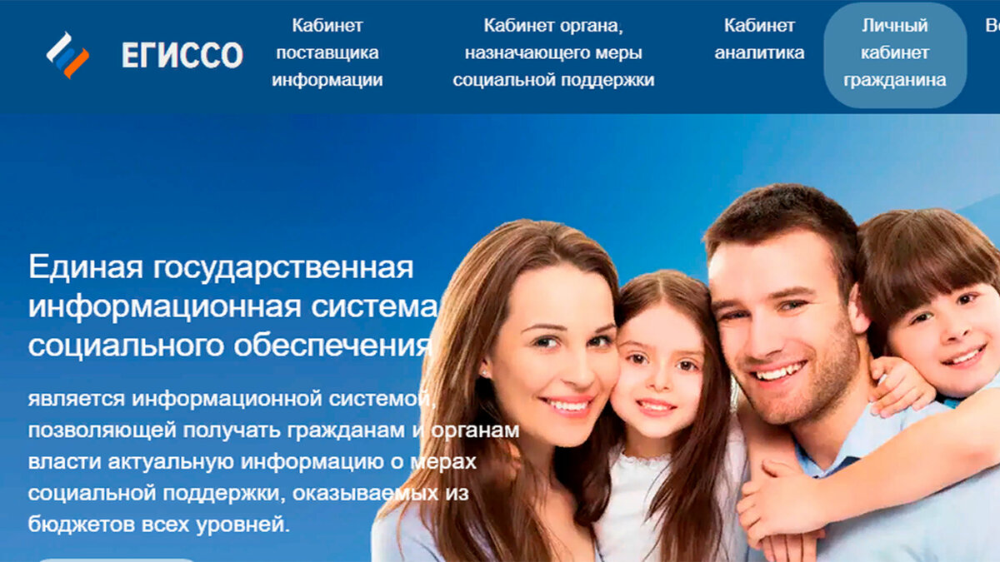 ЕГИССО
Кабинет
поставщика
информации
Кабинет органа,
назначающего меры
социальной поддержки
Кабинет
аналитика
Личный
кабинет
гражданина
Единая государственная
информационная система
социального обеспечения
является информационной системой,
позволяющей получать гражданам и органам
власти актуальную информацию о мерах
социальной поддержки, оказываемых из
бюджетов всех уровней.